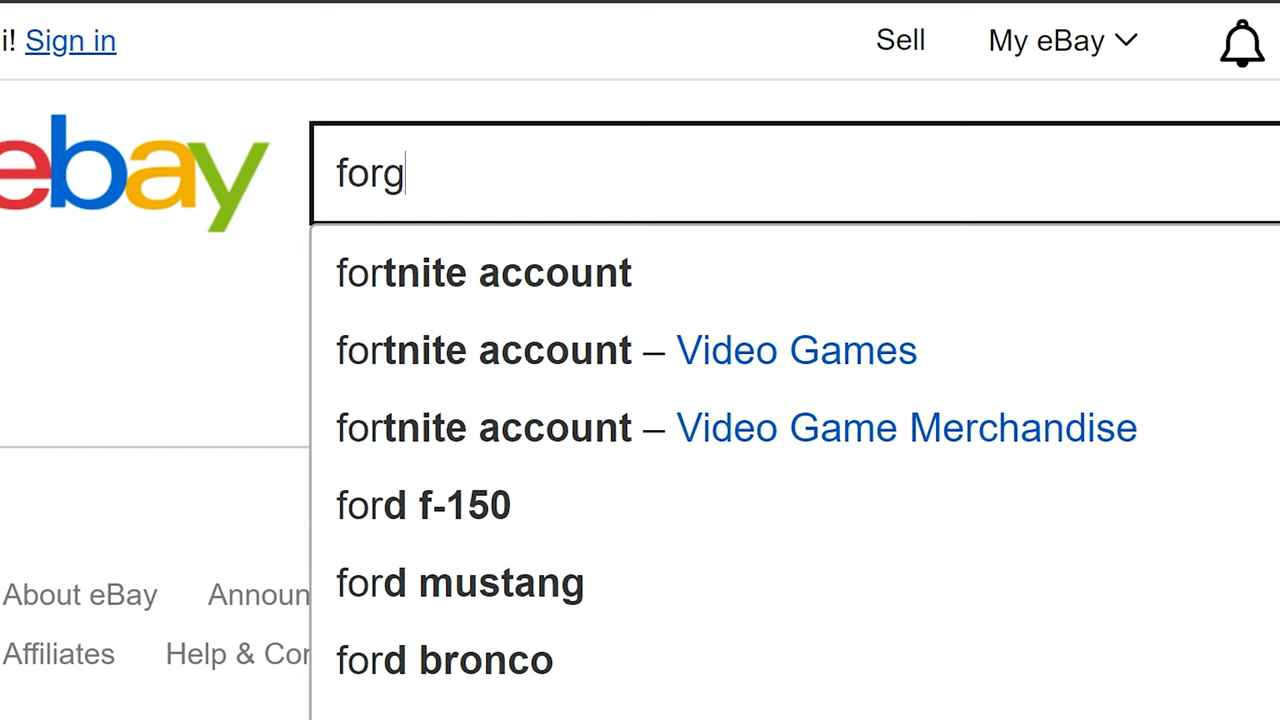 i! Sign in
Sell
My eBay
ebay
forg
fortnite account
fortnite account – Video Games
fortnite account – Video Game Merchandise
ford f-150
ford mustang
ford bronco
About eBay
Announ
Affiliates
Help & Con